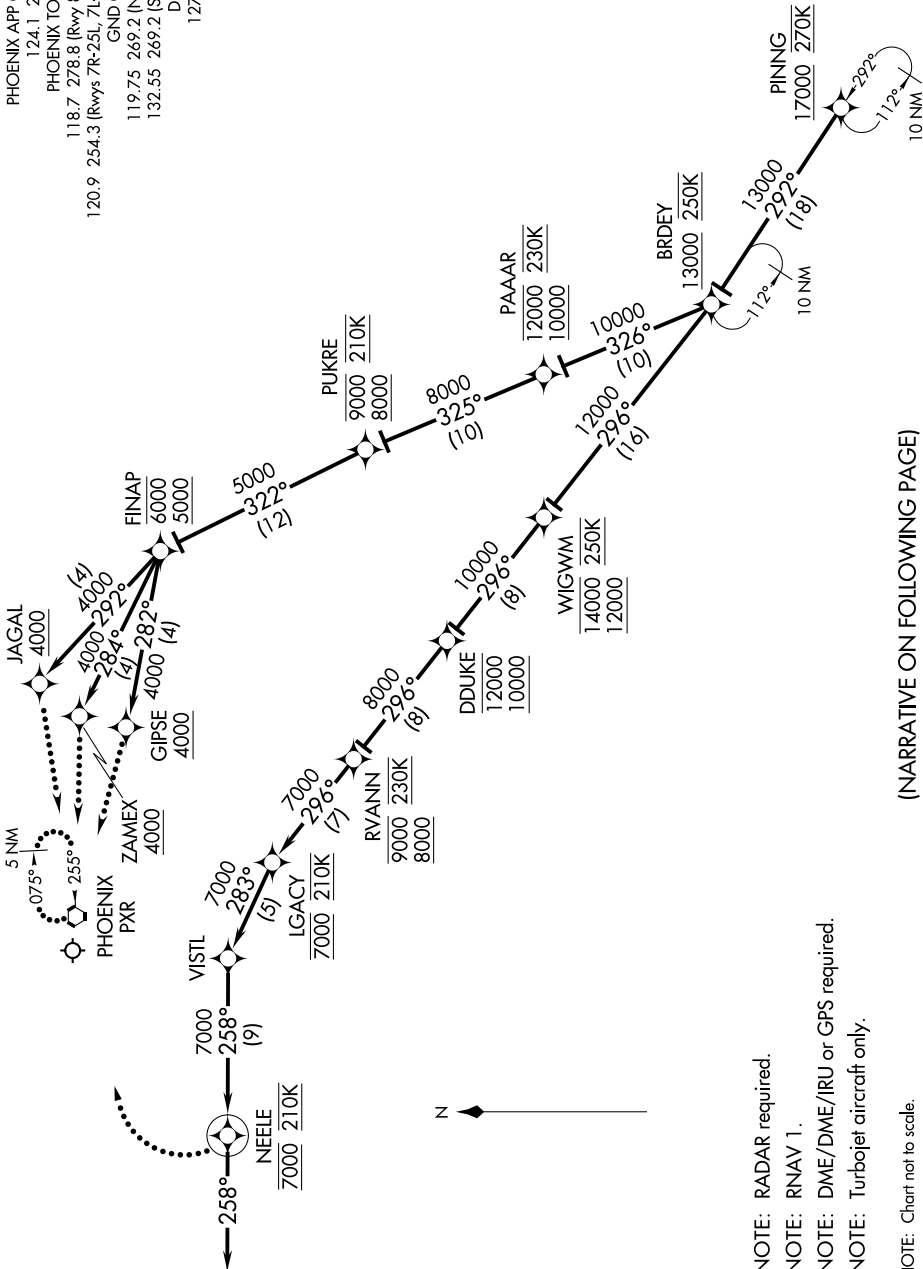 PHOENIX APP
124.1 2
PHOENIX TO
118.7 278.8 (Rwy
120.9 254.3 (Rwys 7R-25L, 7L
GND
119.75 269.2 (N
132.55 269.2 (S
D
127
JAGAL
4000
(4)
4000
292°
4000
284°
(4)
4000
282°
(4)
FINAP
6000
5000
GIPSE
4000
ZAMEX
4000
5 NM
075°
255°
PHOENIX
PXR
5000
322°
(12)
PUKRE
9000 210K
8000
8000
325°
(10)
PAAAR
12000 230K
10000
10000
326°
(10)
BRDEY
13000 250K
112°
10 NM
13000
292°
(18)
PINNG
17000 270K
292°
112°
10 NM
12000
296°
(16)
WIGWM
14000 250K
12000
10000
296°
(8)
DDUKE
12000
10000
8000
296°
(8)
RVANN
9000 230K
8000
7000
296°
(7)
LGACY
7000 210K
7000
283°
(5)
VISTL
7000
258°
(9)
NEELE
7000 210K
258°
N
(NARRATIVE ON FOLLOWING PAGE)
NOTE: RADAR required.
NOTE: RNAV 1.
NOTE: DME/DME/IRU or GPS required.
NOTE: Turbojet aircraft only.
NOTE: Chart not to scale.